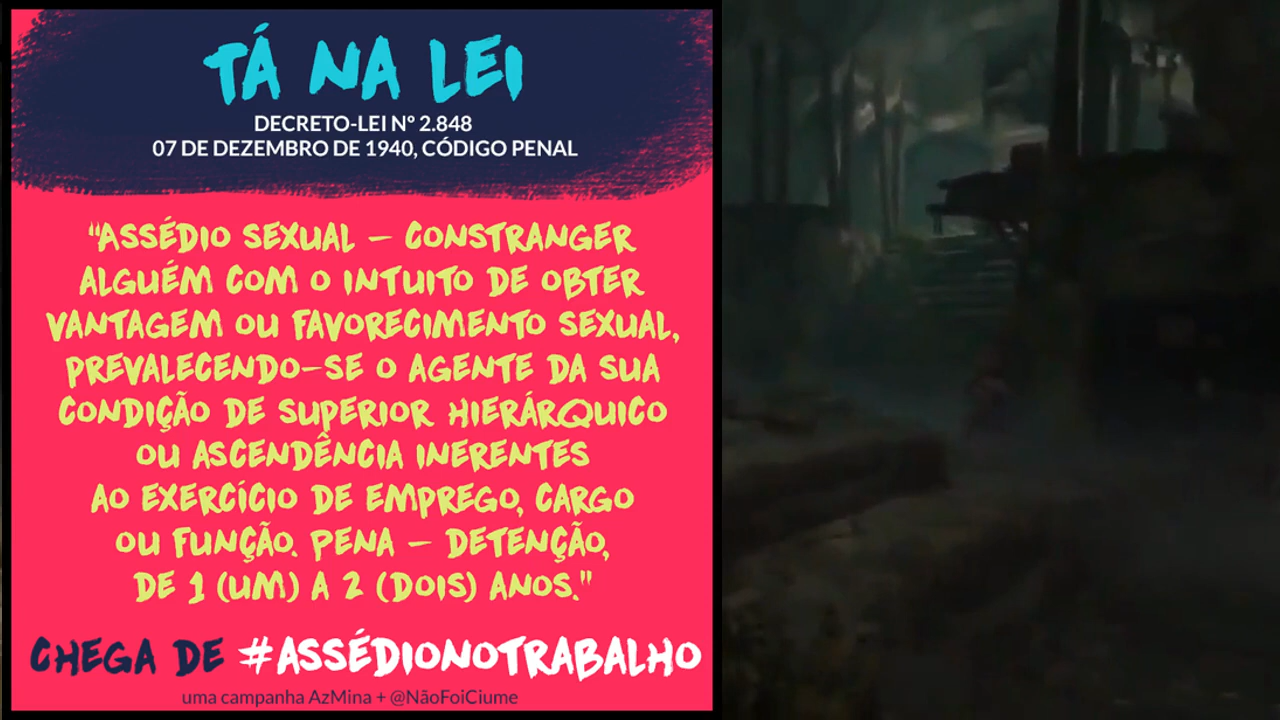 TÁ NA LEI
DECRETO-LEI Nº 2.848
07 DE DEZEMBRO DE 1940, CÓDIGO PENAL
"ASSÉDIO SEXUAL – CONSTRANGER
ALGUÉM COM O INTUITO DE OBTER
VANTAGEM OU FAVORECIMENTO SEXUAL,
PREVALECENDO-SE O AGENTE DA SUA
CONDIÇÃO DE SUPERIOR HIERÁRQUICO
OU ASCENDÊNCIA INERENTES
AO EXERCÍCIO DE EMPREGO, CARGO
OU FUNÇÃO. PENA – DETENÇÃO,
DE 1 (UM) A 2 (DOIS) ANOS."
CHEGA DE #ASSÉDIONOTRABALHO
uma campanha AzMina + @NãoFoiCiume